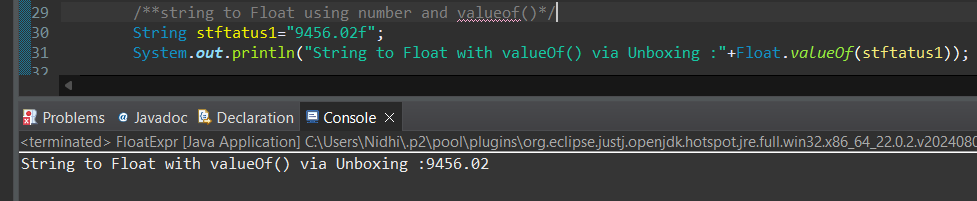 29 /**string to Float using number and valueof()*/
30 String stftatus1="9456.02f";
31 System.out.println("String to Float with valueOf() via Unboxing :"+Float.valueOf(stftatus1));
32
Problems @ Javadoc Declaration Console ×
<terminated> FloatExpr [Java Application] C:\Users\Nidhi\.p2\pool\plugins\org.eclipse.justj.openjdk.hotspot.jre.full.win32.x86_64_22.0.2.v2024080
String to Float with valueOf() via Unboxing :9456.02